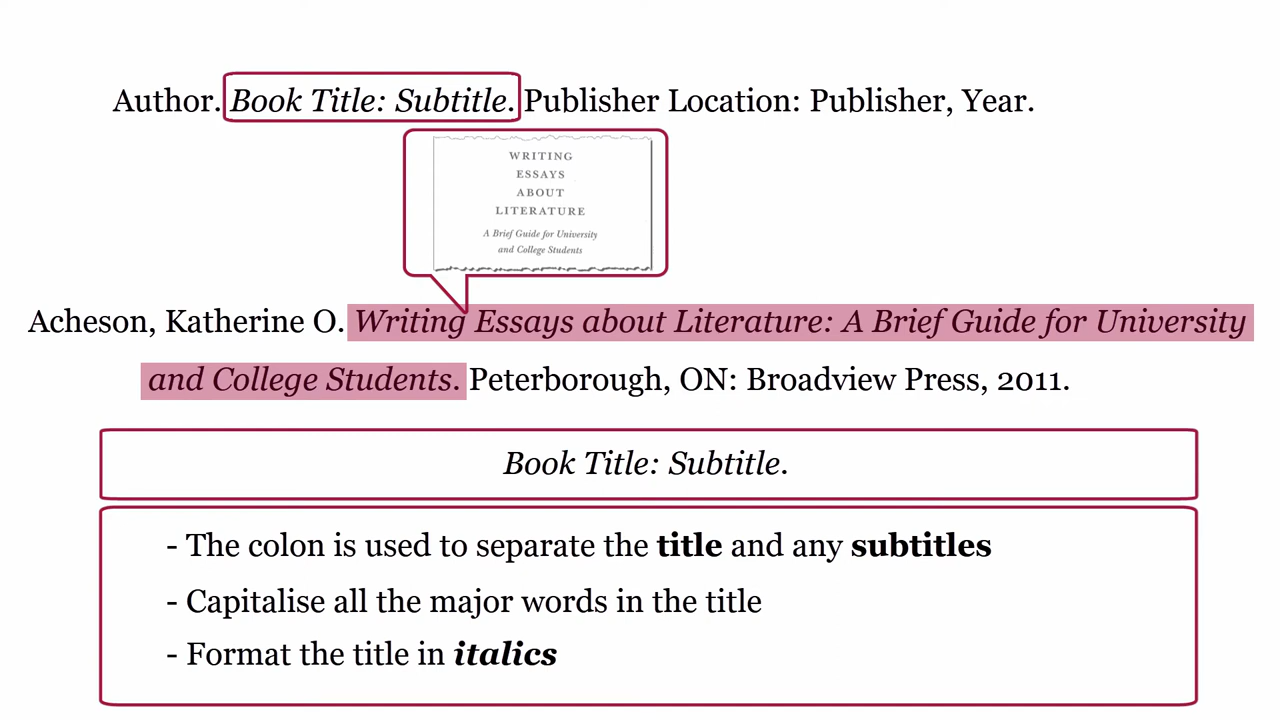 Author. Book Title: Subtitle. Publisher Location: Publisher, Year.
WRITING
ESSAYS
ABOUT
LITERATURE
A Brief Guide for University
and College Students
Acheson, Katherine O. Writing Essays about Literature: A Brief Guide for University
and College Students. Peterborough, ON: Broadview Press, 2011.
Book Title: Subtitle.
- The colon is used to separate the title and any subtitles
- Capitalise all the major words in the title
- Format the title in italics